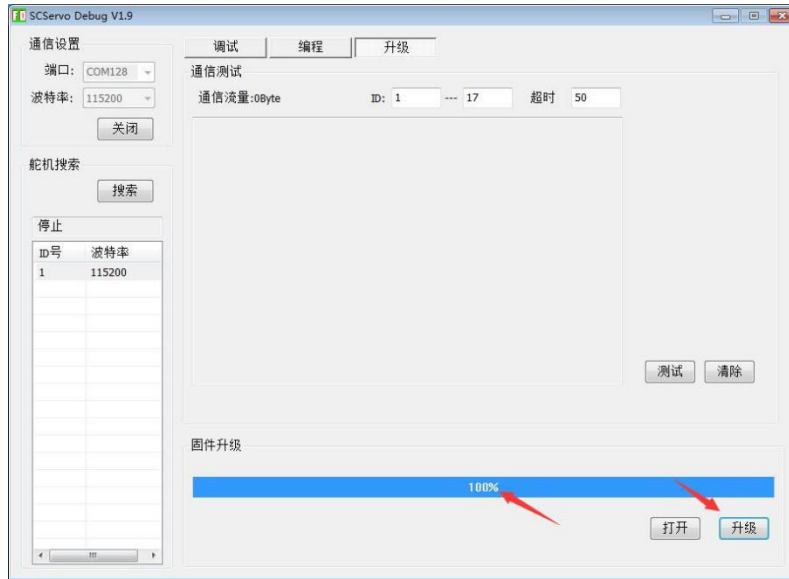 SCServo Debug V1.9
通信设置
端口: COM128
波特率: 115200
关闭
舵机搜索
搜索
停止
ID号 波特率
1 115200
调试 编程 升级
通信测试
通信流量:0Byte ID: 1 --- 17 超时 50
测试 清除
固件升级
100%
打开 升级